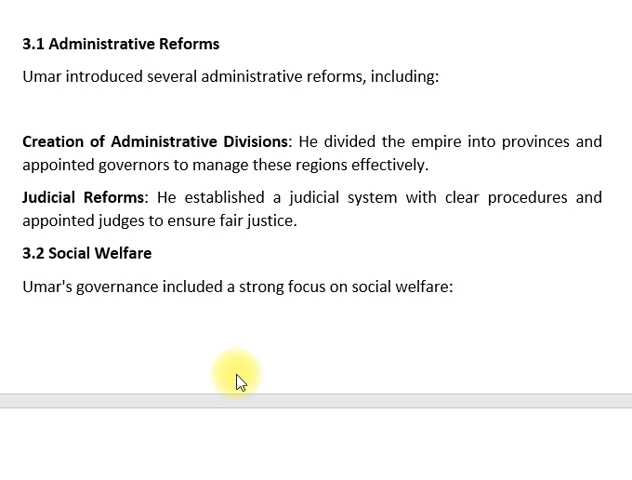 3.1 Administrative Reforms
Umar introduced several administrative reforms, including:
Creation of Administrative Divisions: He divided the empire into provinces and
appointed governors to manage these regions effectively.
Judicial Reforms: He established a judicial system with clear procedures and
appointed judges to ensure fair justice.
3.2 Social Welfare
Umar's governance included a strong focus on social welfare: